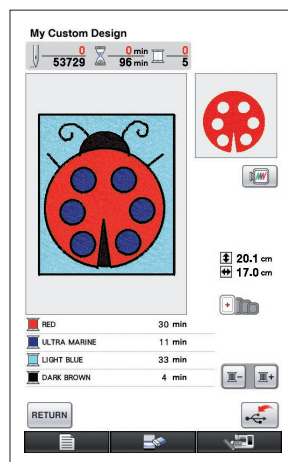 My Custom Design
0 0 min 0
53729 96 min 5
20.1 cm
17.0 cm
RED 30 min
ULTRA MARINE 11 min
LIGHT BLUE 33 min
DARK BROWN 4 min
RETURN